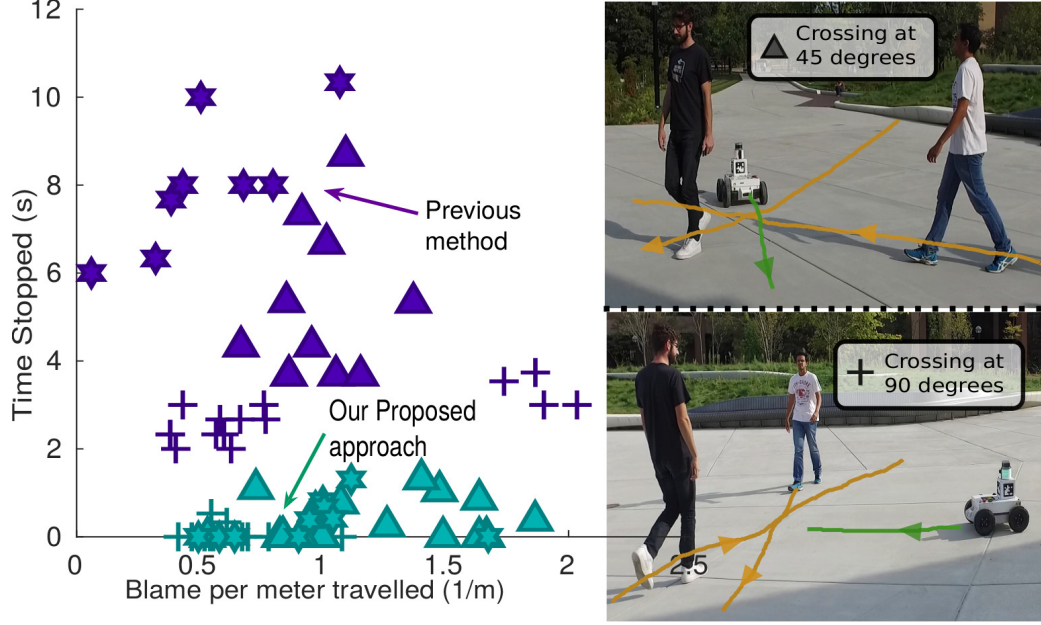 12
10
8
6
4
2
0
Time Stopped (s)
0
0.5
1
1.5
2
2.5
Blame per meter travelled (1/m)
Previous
method
Our Proposed
approach
Crossing at
45 degrees
Crossing at
90 degrees